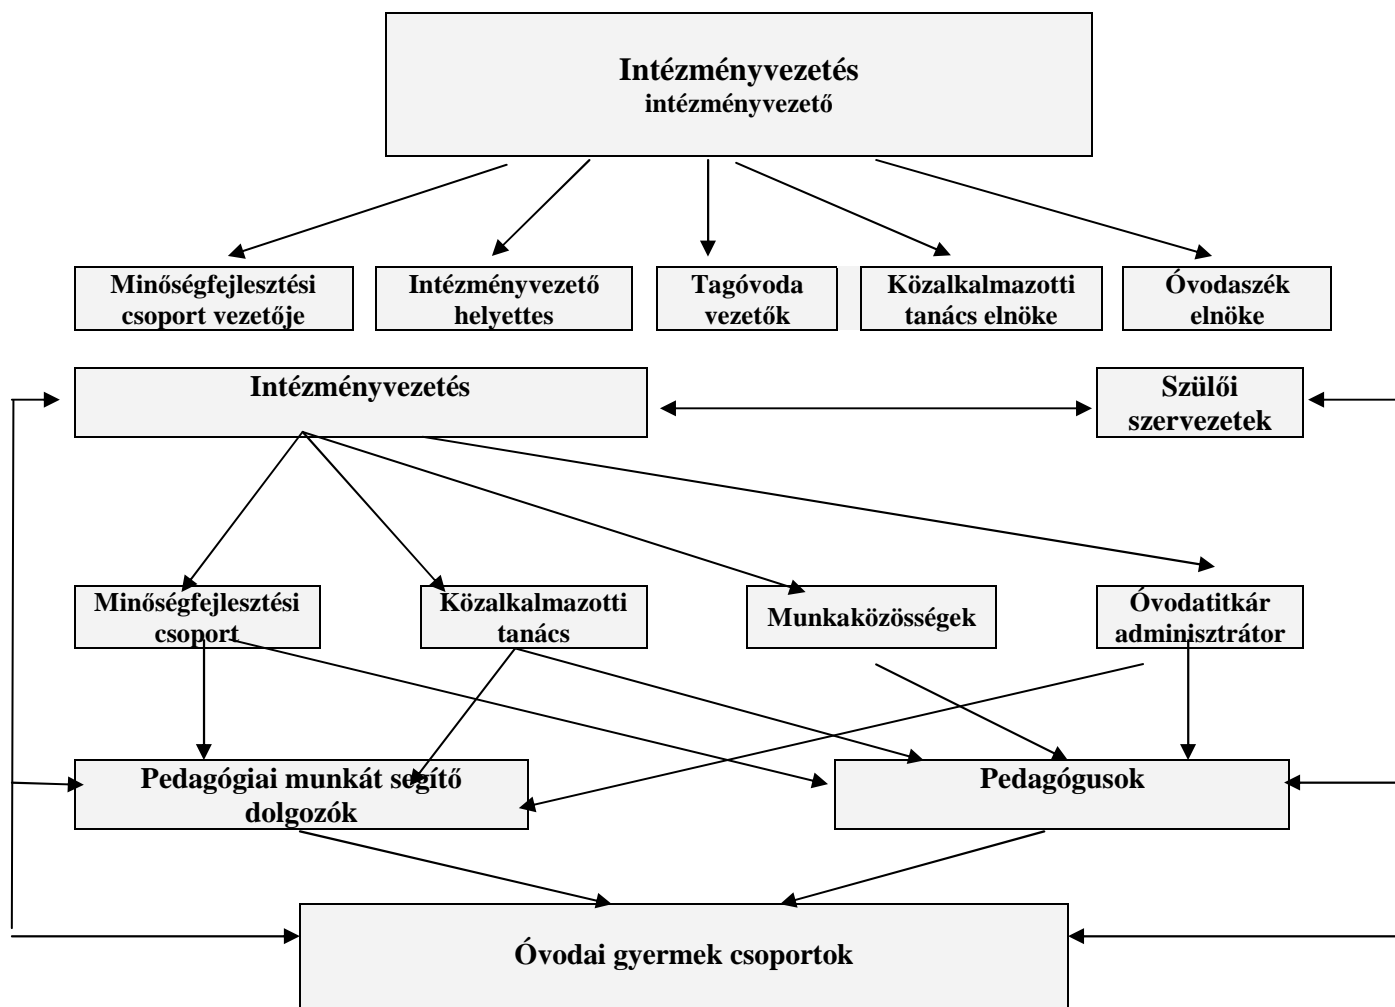 Intézményvezetés
intézményvezető
Minőségfejlesztési
csoport vezetője
Intézményvezető
helyettes
Tagóvoda
vezetők
Közalkalmazotti
tanács elnöke
Óvodaszék
elnöke
Intézményvezetés
Szülői
szervezetek
Minőségfejlesztési
csoport
Közalkalmazotti
tanács
Munkaközösségek
Óvodatitkár
adminisztrátor
Pedagógiai munkát segítő
dolgozók
Pedagógusok
Óvodai gyermek csoportok